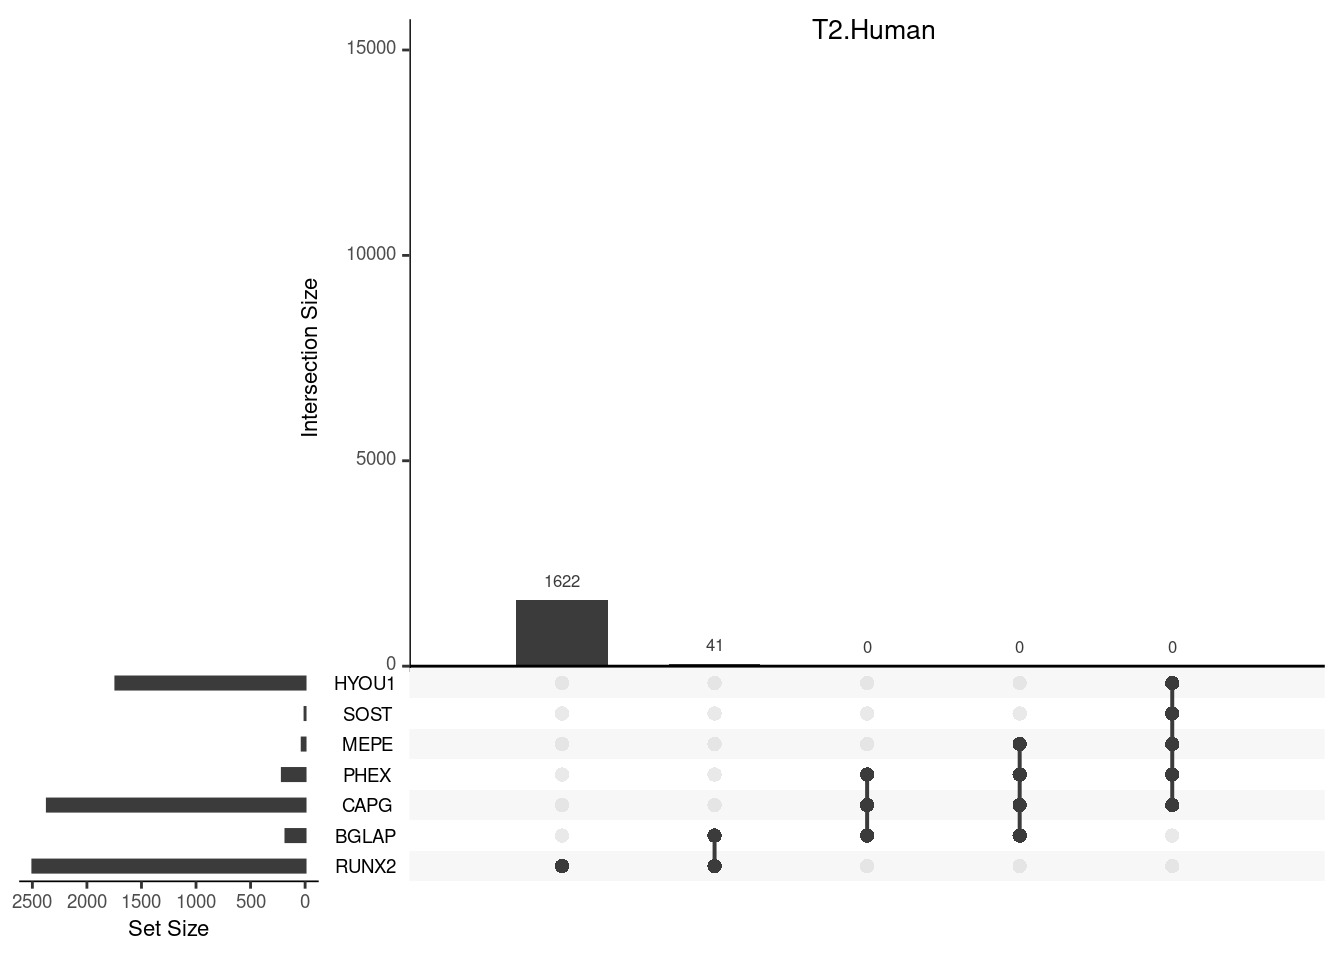 T2.Human
15000
10000
5000
0
Intersection Size
1622
41
0
0
0
HYOU1
SOST
MEPE
PHEX
CAPG
BGLAP
RUNX2
2500 2000 1500 1000 500 0
Set Size